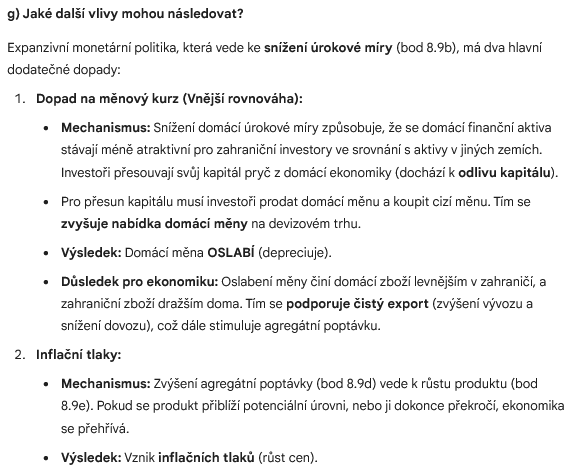 g) Jaké další vlivy mohou následovat?
Expanzivní monetární politika, která vede ke snížení úrokové míry (bod 8.9b), má dva hlavní
dodatečné dopady:
1. Dopad na měnový kurz (Vnější rovnováha):
• Mechanismus: Snížení domácí úrokové míry způsobuje, že se domácí finanční aktiva
stávají méně atraktivní pro zahraniční investory ve srovnání s aktivy v jiných zemích.
Investoři přesouvají svůj kapitál pryč z domácí ekonomiky (dochází k odlivu kapitálu).
• Pro přesun kapitálu musí investoři prodat domácí měnu a koupit cizí měnu. Tím se
zvyšuje nabídka domácí měny na devizovém trhu.
• Výsledek: Domácí měna OSLABÍ (depreciuje).
• Důsledek pro ekonomiku: Oslabení měny činí domácí zboží levnějším v zahraničí, a
zahraniční zboží dražším doma. Tím se podporuje čistý export (zvýšení vývozu a
snížení dovozu), což dále stimuluje agregátní poptávku.
2. Inflační tlaky:
• Mechanismus: Zvýšení agregátní poptávky (bod 8.9d) vede k růstu produktu (bod
8.9e). Pokud se produkt přiblíží potenciální úrovni, nebo ji dokonce překročí, ekonomika
se přehřívá.
• Výsledek: Vznik inflačních tlaků (růst cen).